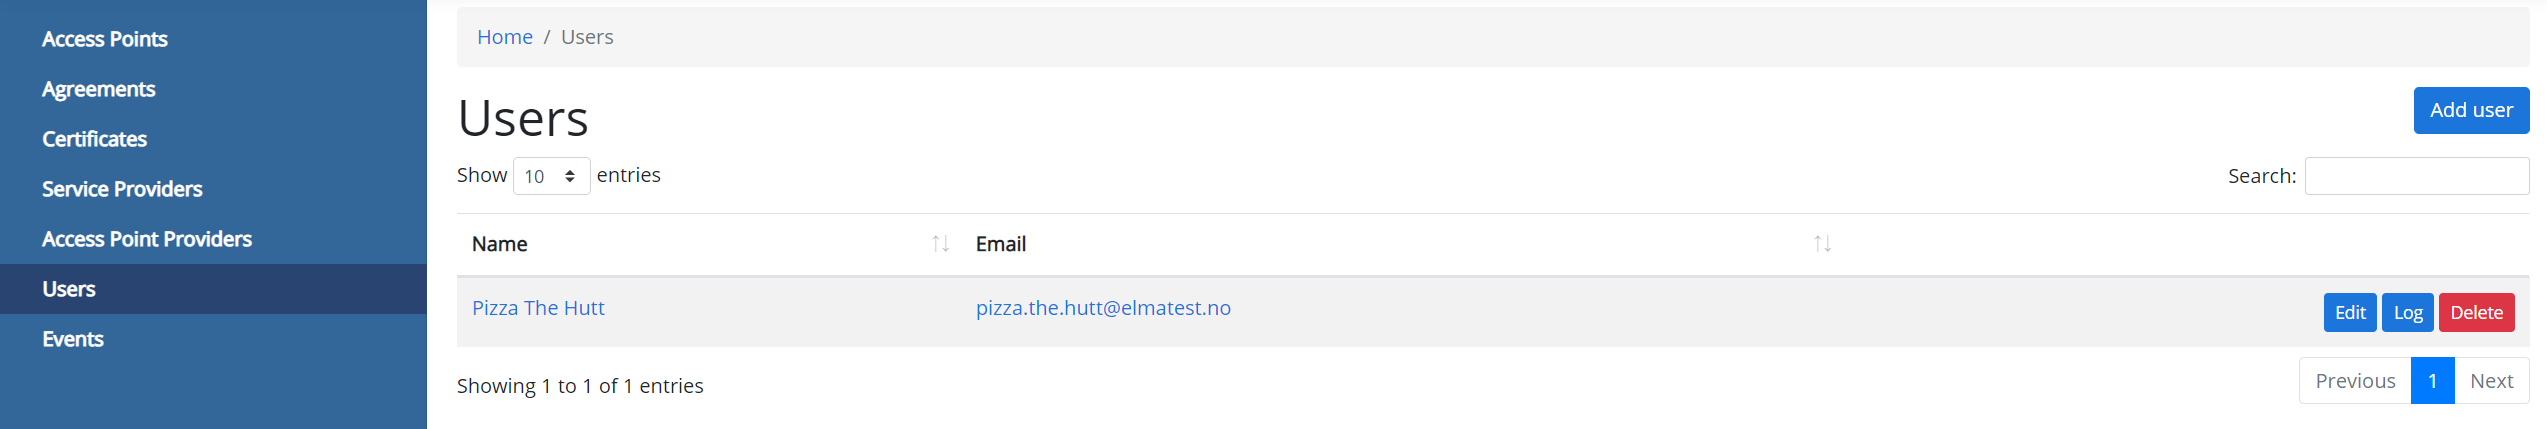 Access Points
Agreements
Certificates
Service Providers
Access Point Providers
Users
Events
Home / Users
Users
Add user
Show 10 entries
Search:
Name Email
Pizza The Hutt pizza.the.hutt@elmatest.no Edit Log Delete
Showing 1 to 1 of 1 entries
Previous 1 Next